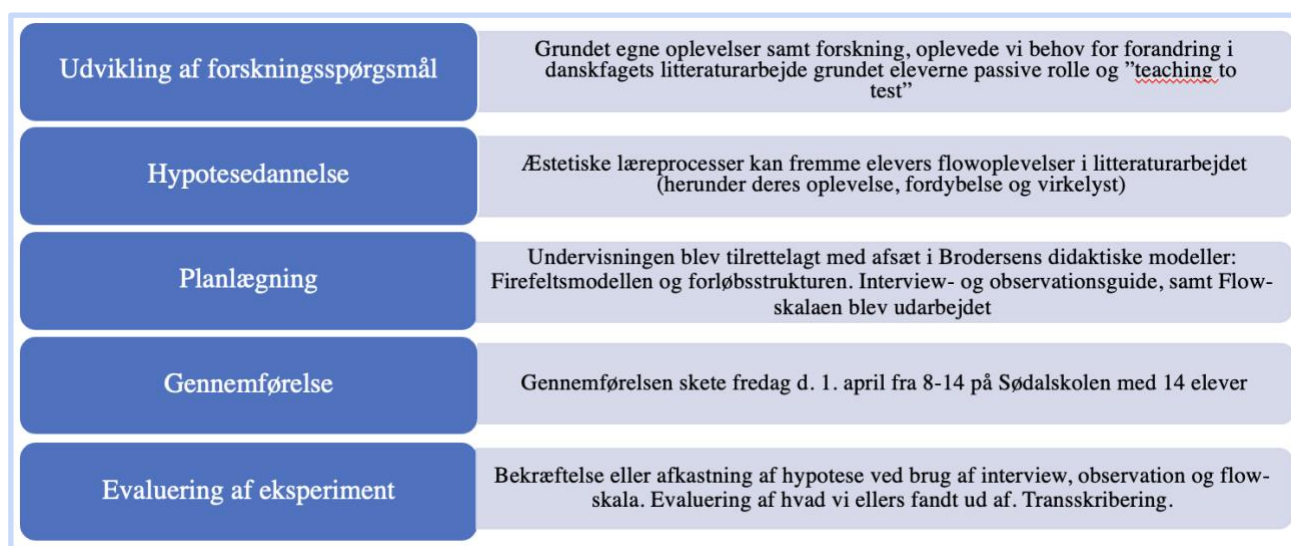 Udvikling af forskningsspørgsmål
Grundet egne oplevelser samt forskning, oplevede vi behov for forandring i
danskfagets litteraturarbejde grundet eleverne passive rolle og ”teaching to
test”
Hypotesedannelse
Æstetiske læreprocesser kan fremme elevers flowoplevelser i litteraturarbejdet
(herunder deres oplevelse, fordybelse og virkelyst)
Planlægning
Undervisningen blev tilrettelagt med afsæt i Brodersens didaktiske modeller:
Firefeltsmodellen og forløbsstrukturen. Interview- og observationsguide, samt Flow-
skalaen blev udarbejdet
Gennemførelse
Gennemførelsen skete fredag d. 1. april fra 8-14 på Sødalskolen med 14 elever
Evaluering af eksperiment
Bekræftelse eller afkastning af hypotese ved brug af interview, observation og flow-
skala. Evaluering af hvad vi ellers fandt ud af. Transskribering.